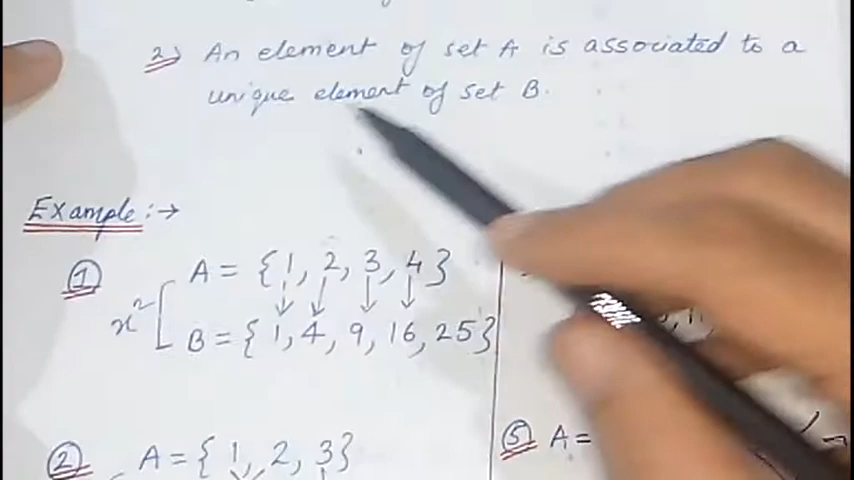 2) An element of set A is associated to a
unique element of set B.
Example :→
① A = {1, 2, 3, 4}
x² [ ↓ ↓ ↓ ↓
B = {1, 4, 9, 16, 25}
② A = {1, 2, 3}
⑤ A =